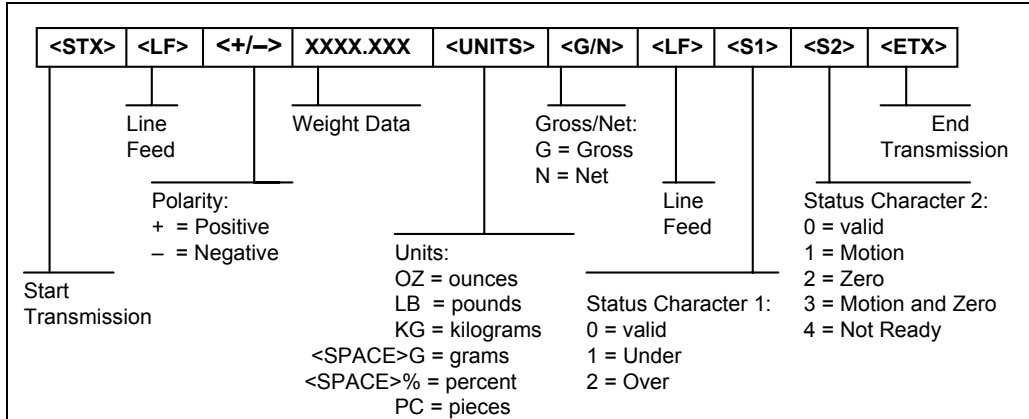 <STX> <LF> <+/–> XXXX.XXX <UNITS> <G/N> <LF> <S1> <S2> <ETX>
Line
Feed
Weight Data
Gross/Net:
G = Gross
N = Net
End
Transmission
Polarity:
+ = Positive
– = Negative
Line
Feed
Status Character 2:
0 = valid
1 = Motion
2 = Zero
3 = Motion and Zero
4 = Not Ready
Units:
OZ = ounces
LB = pounds
KG = kilograms
<SPACE>G = grams
<SPACE>% = percent
PC = pieces
Start
Transmission
Status Character 1:
0 = valid
1 = Under
2 = Over